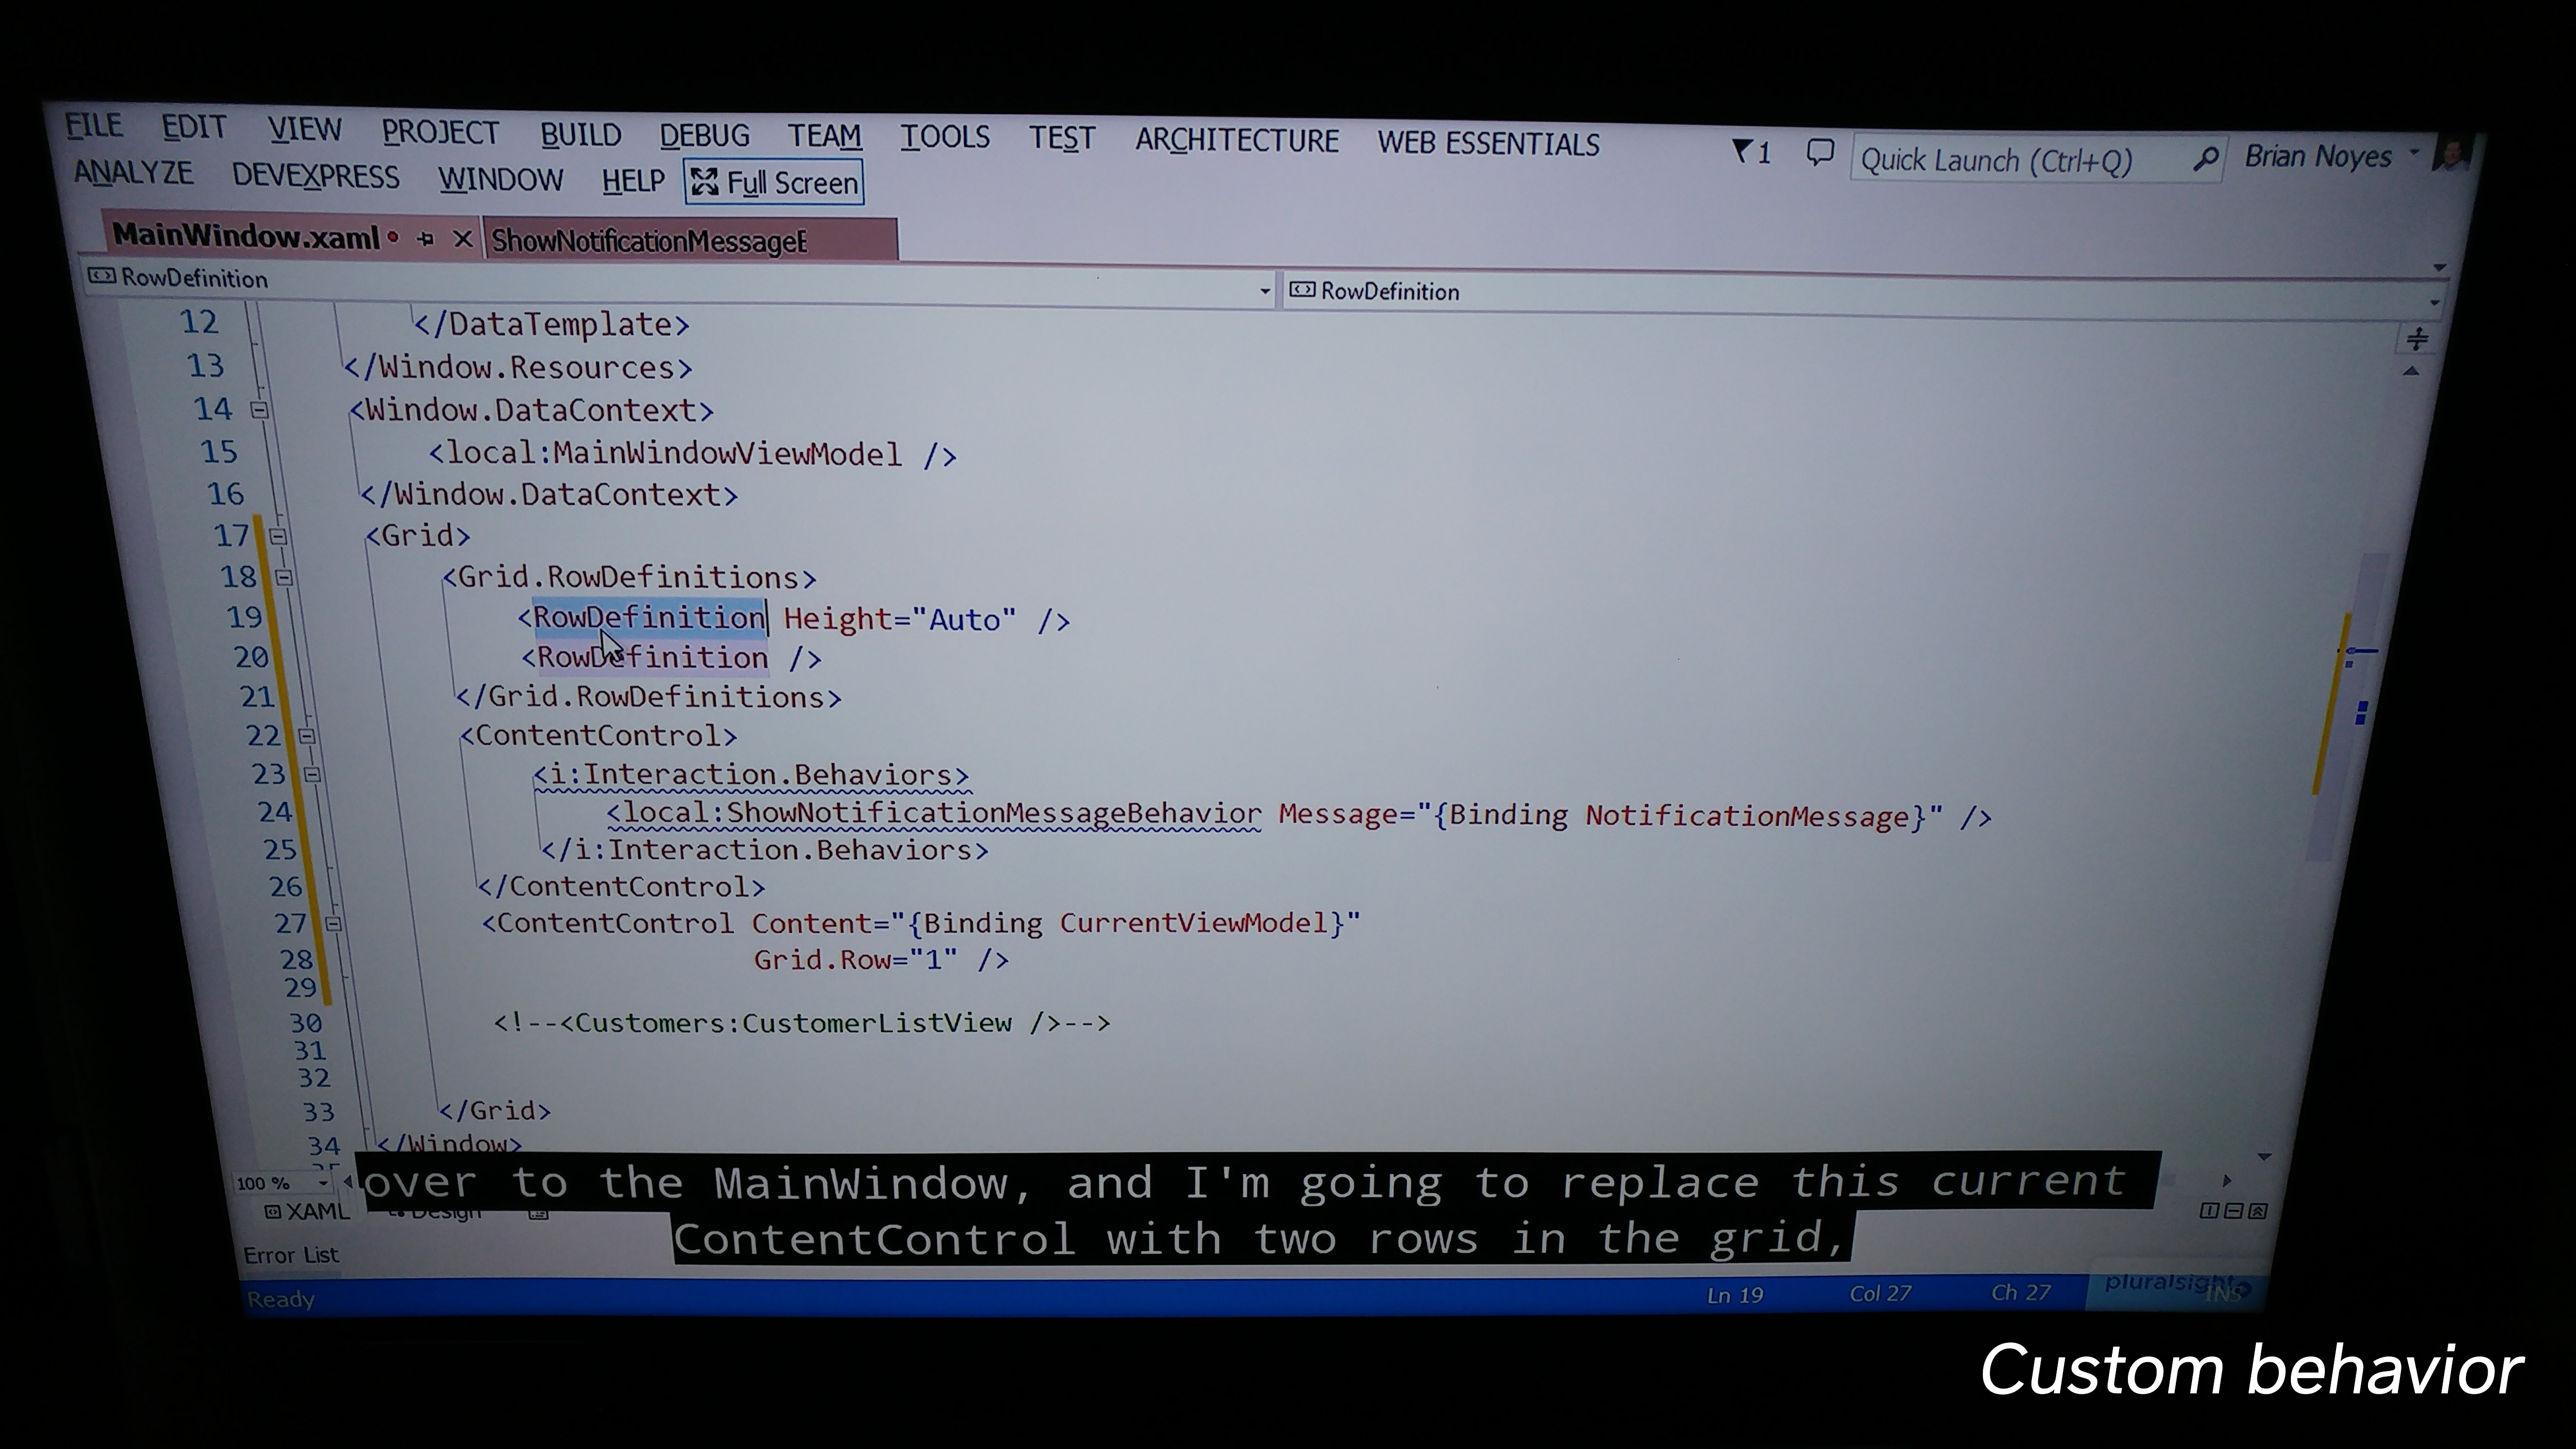 FILE EDIT VIEW PROJECT BUILD DEBUG TEAM TOOLS TEST ARCHITECTURE WEB ESSENTIALS 1 Quick Launch (Ctrl+Q) Brian Noyes
ANALYZE DEVEXPRESS WINDOW HELP Full Screen
MainWindow.xaml ShowNotificationMessageE
RowDefinition RowDefinition
12 </DataTemplate>
13 </Window.Resources>
14 <Window.DataContext>
15 <local:MainWindowViewModel />
16 </Window.DataContext>
17 <Grid>
18 <Grid.RowDefinitions>
19 <RowDefinition Height="Auto" />
20 <RowDefinition />
21 </Grid.RowDefinitions>
22 <ContentControl>
23 <i:Interaction.Behaviors>
24 <local:ShowNotificationMessageBehavior Message="{Binding NotificationMessage}" />
25 </i:Interaction.Behaviors>
26 </ContentControl>
27 <ContentControl Content="{Binding CurrentViewModel}"
28 Grid.Row="1" />
29
30 <!--<Customers:CustomerListView />-->
31
32
33 </Grid>
34 </Window>
100 %
over to the MainWindow, and I'm going to replace this current
XAML Design
ContentControl with two rows in the grid,
Error List
Ready Ln 19 Col 27 Ch 27 INS
pluralsight
Custom behavior